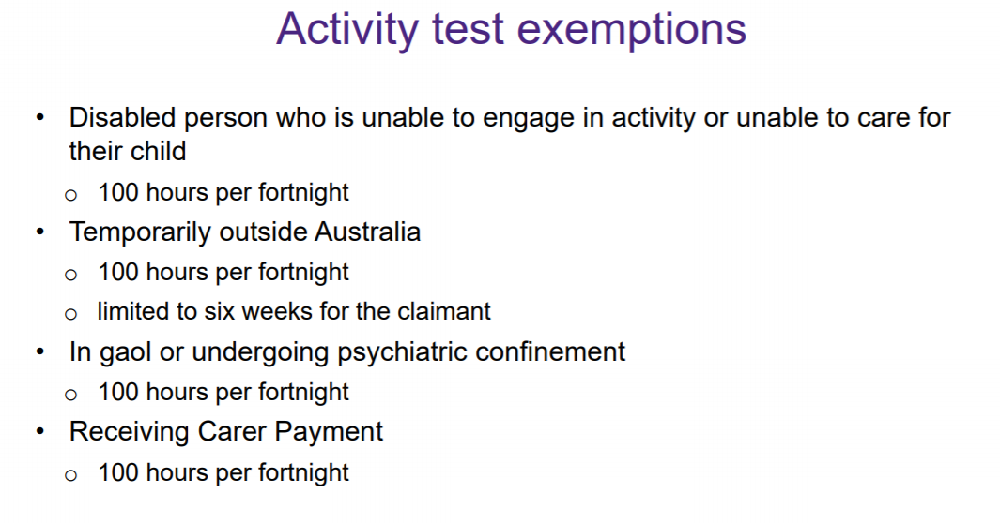 Activity test exemptions
• Disabled person who is unable to engage in activity or unable to care for
their child
○ 100 hours per fortnight
• Temporarily outside Australia
○ 100 hours per fortnight
○ limited to six weeks for the claimant
• In gaol or undergoing psychiatric confinement
○ 100 hours per fortnight
• Receiving Carer Payment
○ 100 hours per fortnight